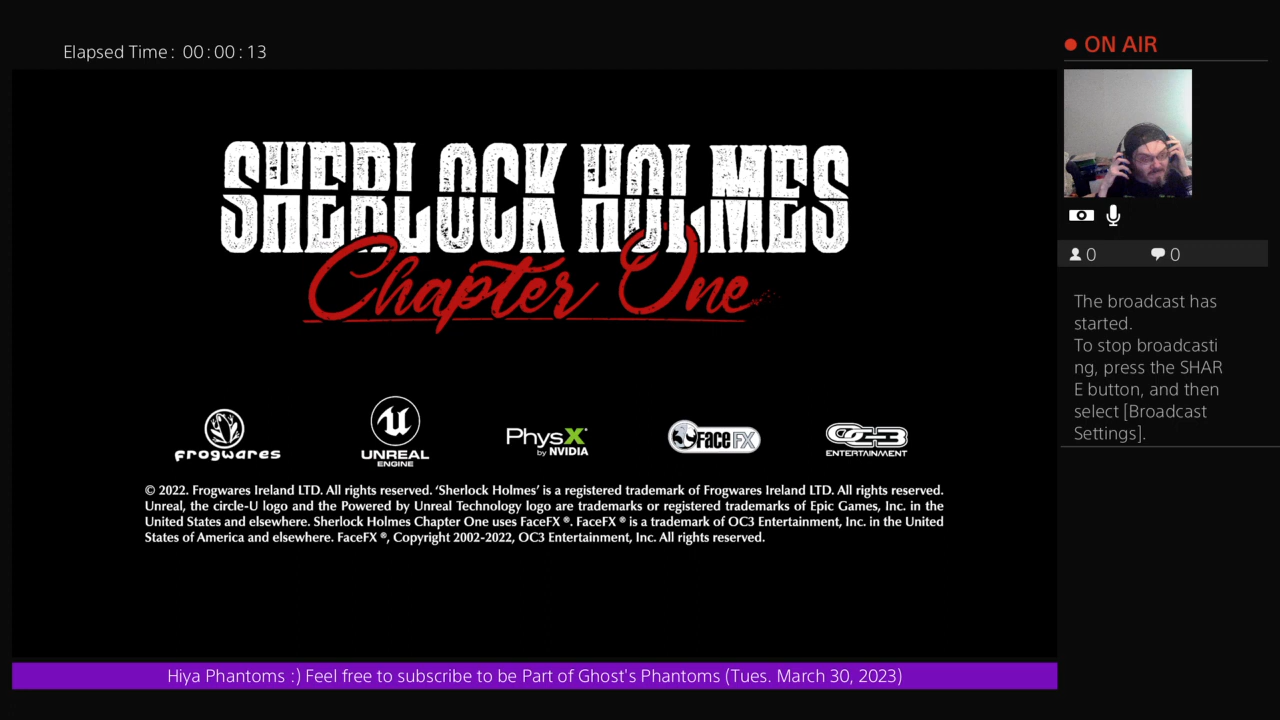 Elapsed Time: 00:00:13
ON AIR
SHERLOCK HOLMES
Chapter One
0
0
The broadcast has
started.
To stop broadcasti
ng, press the SHAR
E button, and then
select [Broadcast
Settings].
frogwares
UNREAL
ENGINE
PhysX®
by NVIDIA
FaceFX
OC3
ENTERTAINMENT
© 2022. Frogwares Ireland LTD. All rights reserved. ‘Sherlock Holmes’ is a registered trademark of Frogwares Ireland LTD. All rights reserved.
Unreal, the circle-U logo and the Powered by Unreal Technology logo are trademarks or registered trademarks of Epic Games, Inc. in the
United States and elsewhere. Sherlock Holmes Chapter One uses FaceFX ®. FaceFX ® is a trademark of OC3 Entertainment, Inc. in the United
States of America and elsewhere. FaceFX ®, Copyright 2002-2022, OC3 Entertainment, Inc. All rights reserved.
Hiya Phantoms :) Feel free to subscribe to be Part of Ghost's Phantoms (Tues. March 30, 2023)